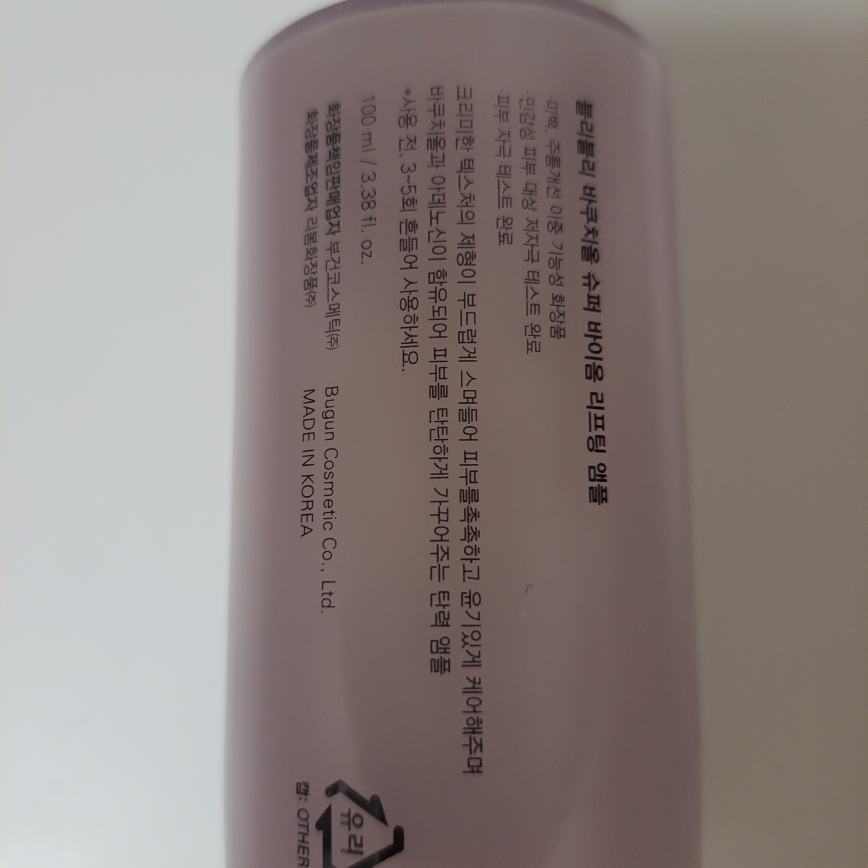 블리블리 바쿠치올 슈퍼 바이옴 리프팅 앰플
·미백, 주름개선 이중 기능성 화장품
·민감성 피부 대상 저자극 테스트 완료
·피부 자극 테스트 완료
크리미한 텍스처의 제형이 부드럽게 스며들어 피부를촉촉하고 윤기있게 케어해주며
바쿠치올과 아데노신이 함유되어 피부를 탄탄하게 가꾸어주는 탄력 앰플
*사용 전, 3~5회 흔들어 사용하세요.
100 ml / 3.38 fl. oz.
화장품책임판매업자 부건코스메틱(주) Bugun Cosmetic Co., Ltd.
화장품제조업자 리봄화장품(주) MADE IN KOREA
유리
캡: OTHER